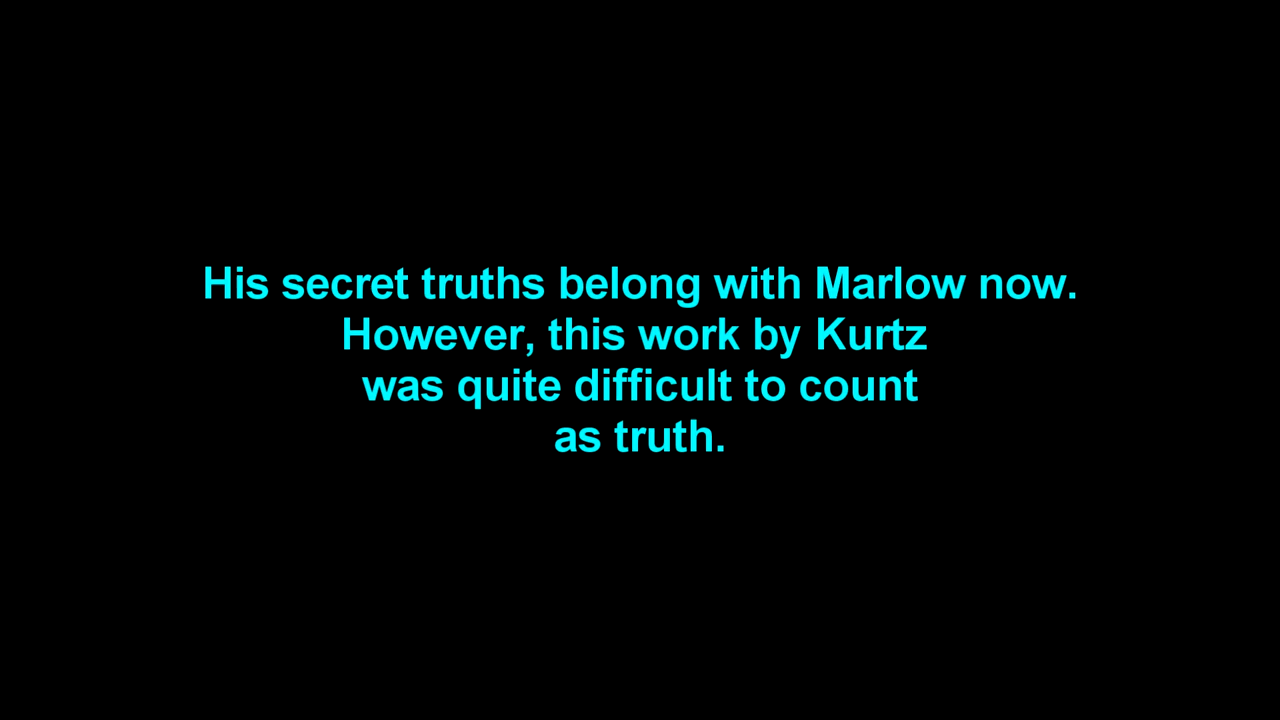 His secret truths belong with Marlow now.
However, this work by Kurtz
was quite difficult to count
as truth.